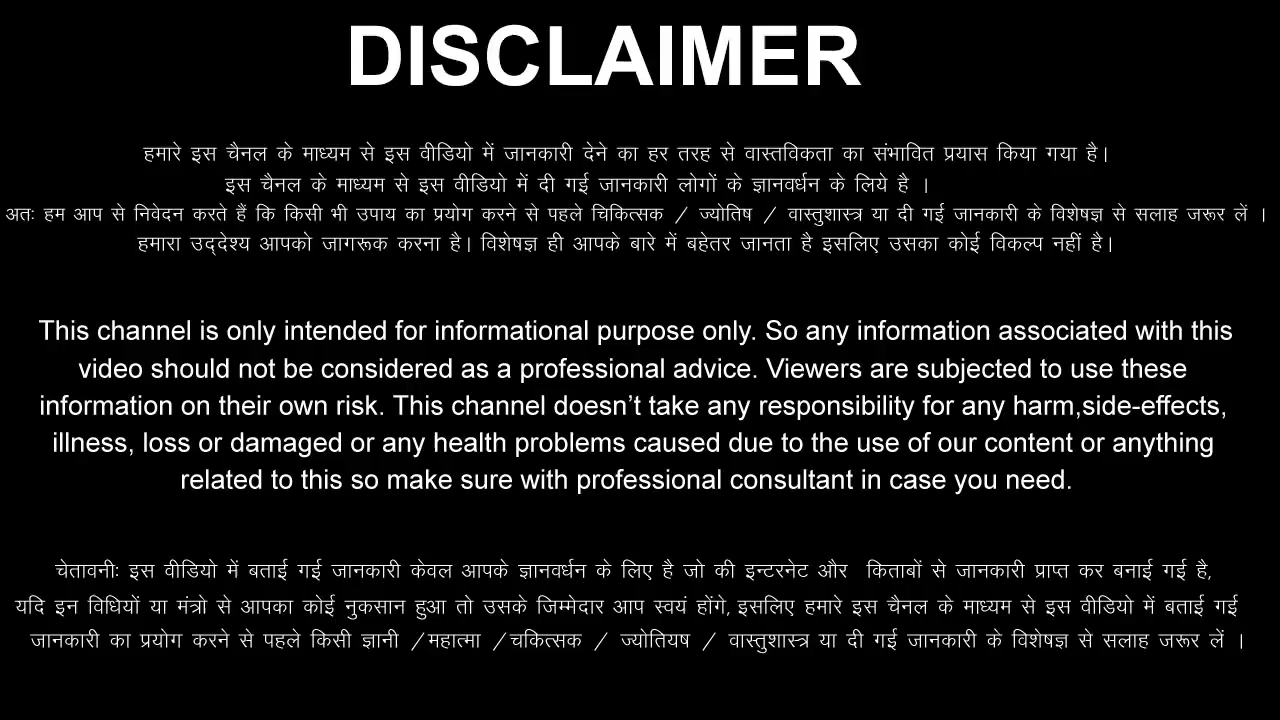 DISCLAIMER
हमारे इस चैनल के माध्यम से इस वीडियो में जानकारी देने का हर तरह से वास्तविकता का संभावित प्रयास किया गया है।
इस चैनल के माध्यम से इस वीडियो में दी गई जानकारी लोगों के ज्ञानवर्धन के लिये है ।
अतः हम आप से निवेदन करते हैं कि किसी भी उपाय का प्रयोग करने से पहले चिकित्सक / ज्योतिष / वास्तुशास्त्र या दी गई जानकारी के विशेषज्ञ से सलाह जरूर लें ।
हमारा उद्देश्य आपको जागरूक करना है। विशेषज्ञ ही आपके बारे में बहेतर जानता है इसलिए उसका कोई विकल्प नहीं है।
This channel is only intended for informational purpose only. So any information associated with this
video should not be considered as a professional advice. Viewers are subjected to use these
information on their own risk. This channel doesn’t take any responsibility for any harm,side-effects,
illness, loss or damaged or any health problems caused due to the use of our content or anything
related to this so make sure with professional consultant in case you need.
चेतावनीः इस वीडियो में बताई गई जानकारी केवल आपके ज्ञानवर्धन के लिए है जो की इन्टरनेट और किताबों से जानकारी प्राप्त कर बनाई गई है,
यदि इन विधियों या मंत्रो से आपका कोई नुकसान हुआ तो उसके जिम्मेदार आप स्वयं होंगे, इसलिए हमारे इस चैनल के माध्यम से इस वीडियो में बताई गई
जानकारी का प्रयोग करने से पहले किसी ज्ञानी /महात्मा /चकित्सक / ज्योतियष / वास्तुशास्त्र या दी गई जानकारी के विशेषज्ञ से सलाह जरूर लें ।